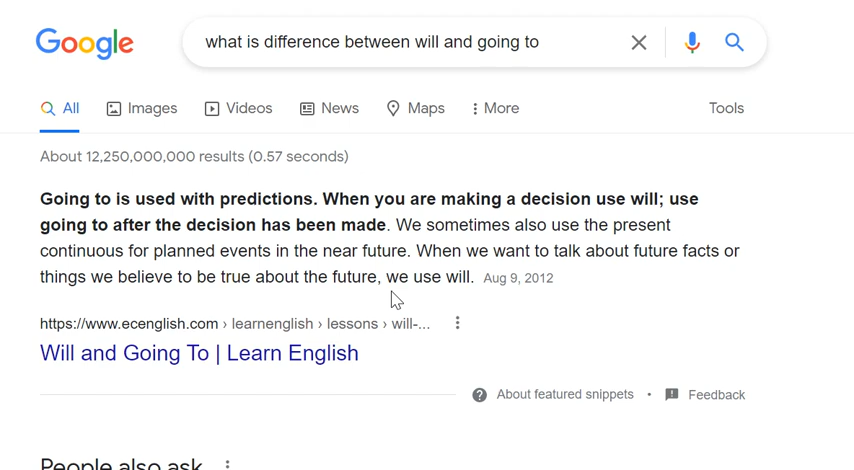 Google
what is difference between will and going to
All Images Videos News Maps More Tools
About 12,250,000,000 results (0.57 seconds)
Going to is used with predictions. When you are making a decision use will; use
going to after the decision has been made. We sometimes also use the present
continuous for planned events in the near future. When we want to talk about future facts or
things we believe to be true about the future, we use will. Aug 9, 2012
https://www.ecenglish.com › learnenglish › lessons › will-...
Will and Going To | Learn English
About featured snippets • Feedback
People also ask